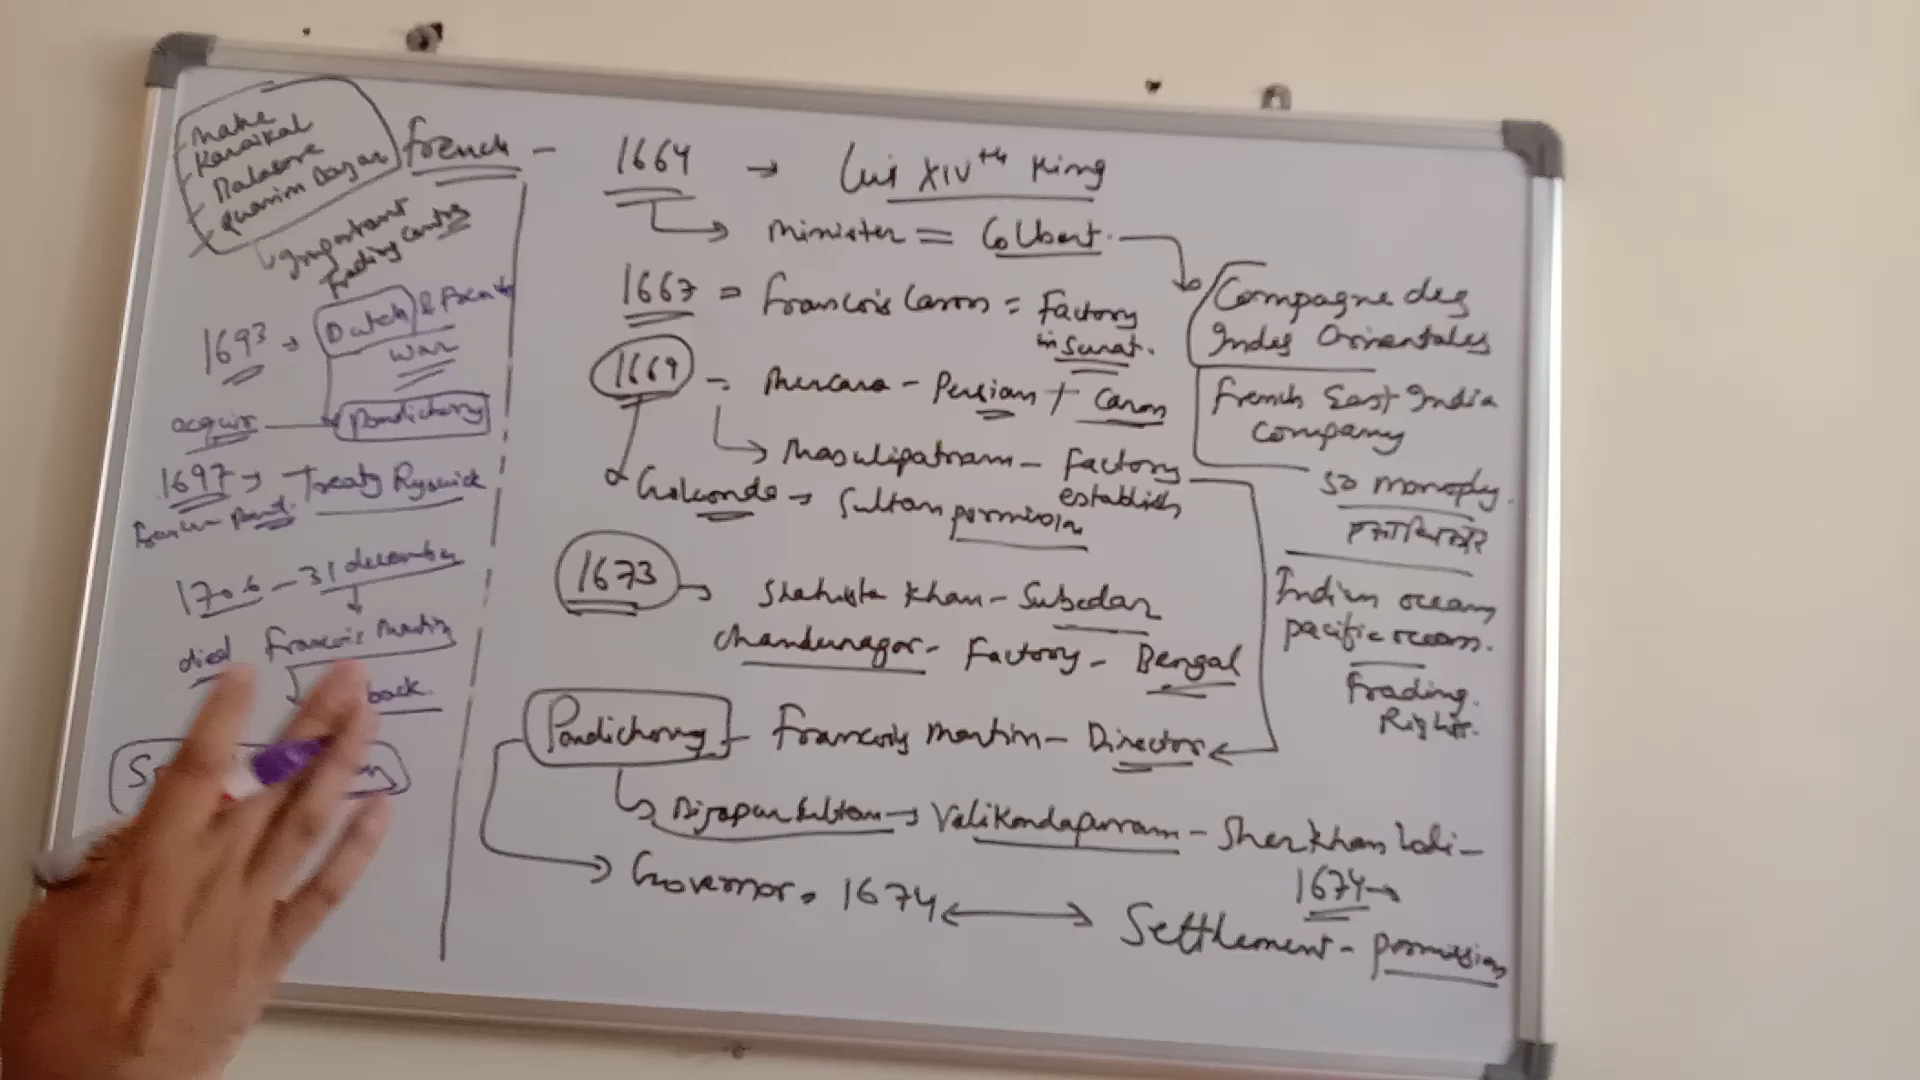 Mahe
Karaikal
Balasore
Quasim Bazar
Important
trading centres
1693 → Dutch & French
war
acquir → Pondicherry
1697 → Treaty Ryswick
1706 - 31 december
died Francois Martin
back.
French - 1664 → Luis XIVth King
minister = Colbert.
Compagne des
Indes Orientales
French East India
Company
50 monoply
Indian ocean
pacific ocean.
Trading
Rights.
1667 = Francois Caron = Factory
in Surat.
1669 - Mercara - Persian + Caron
Masulipatnam - Factory
establish
Golconda → Sultan permission
1673 → Shahista Khan - Subedar
Chandernagor - Factory - Bengal
Pondicherry - Francois Martin - Director
Bijapur Sultan → Valikondapuram - Sher Khan Lodi -
1674 →
Governor. 1674 ↔ Settlement - permission